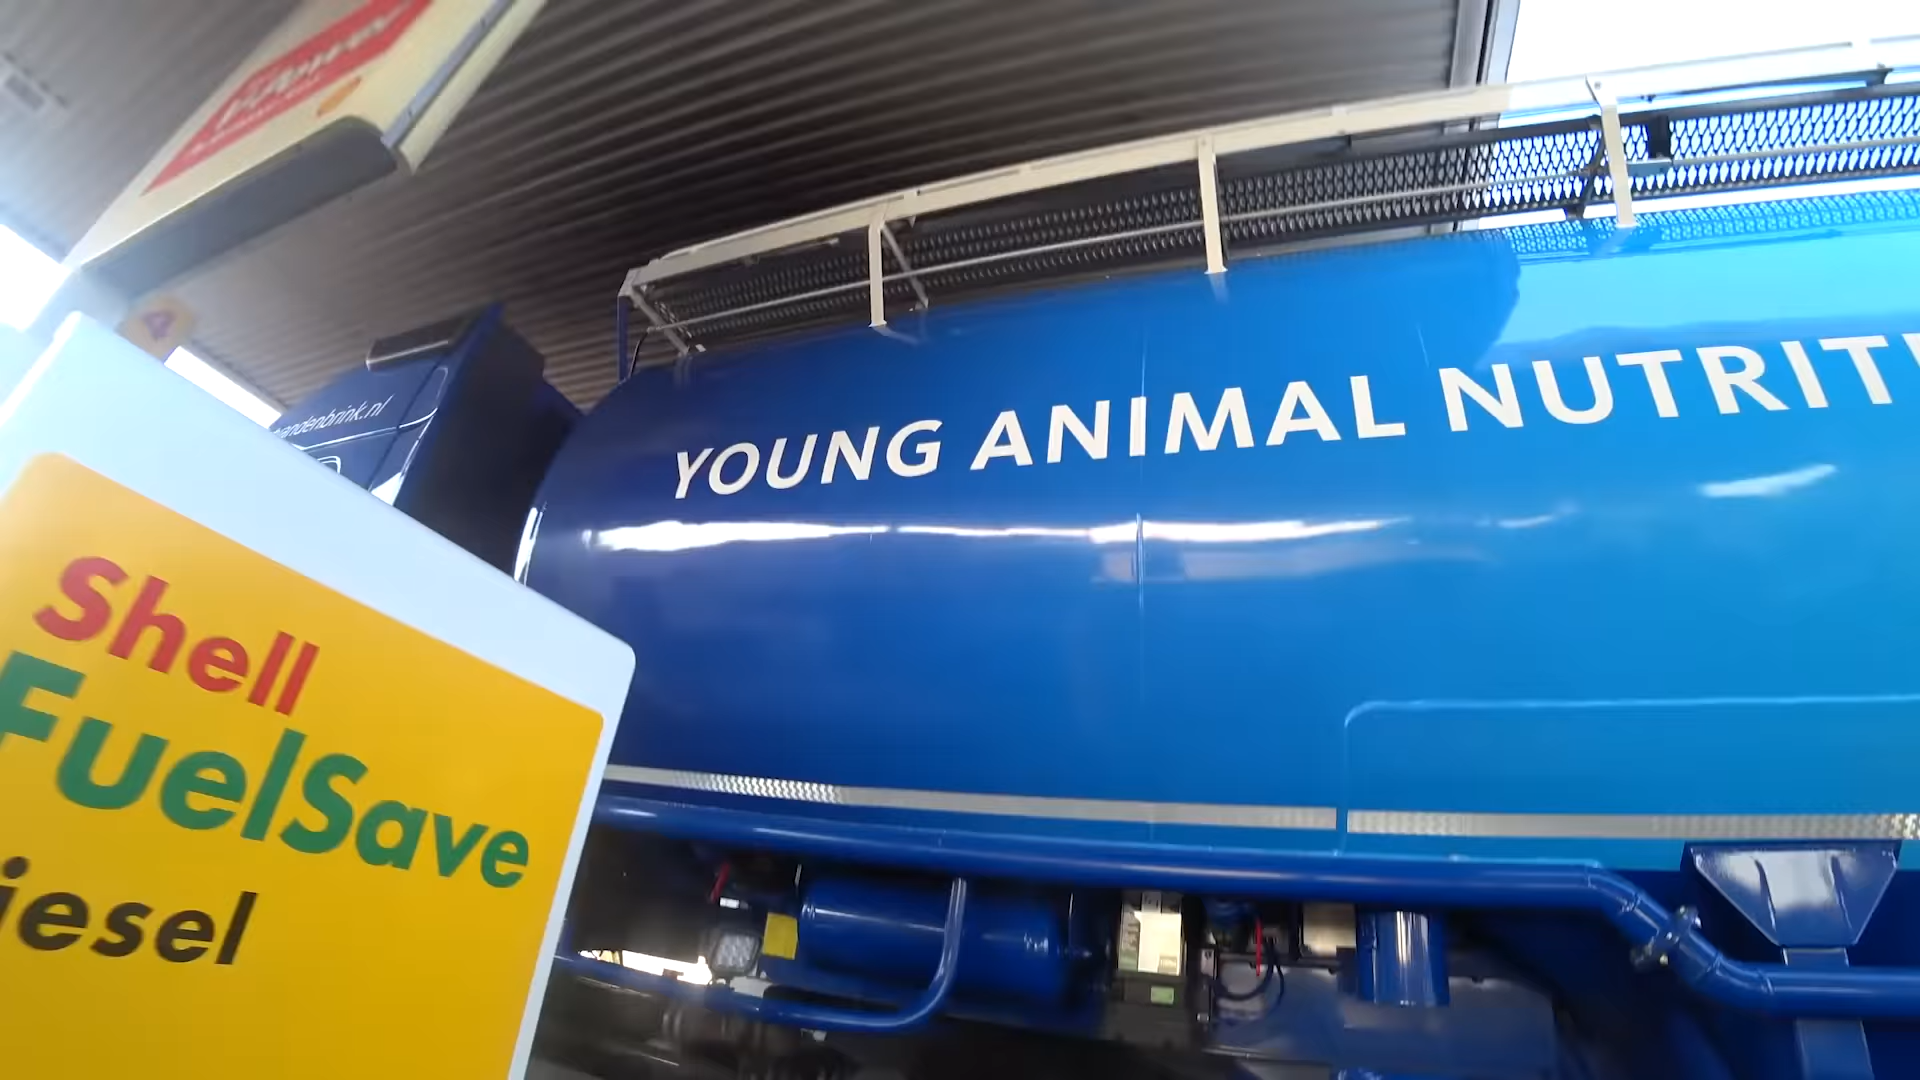 andenbrink.nl
YOUNG ANIMAL NUTRITI
Shell
FuelSave
iesel